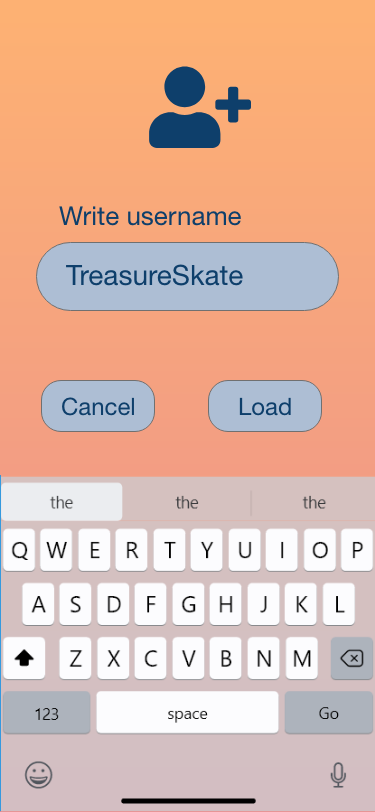 Write username
TreasureSkate
Cancel Load
the the the
Q W E R T Y U I O P
A S D F G H J K L
Z X C V B N M
123 space Go